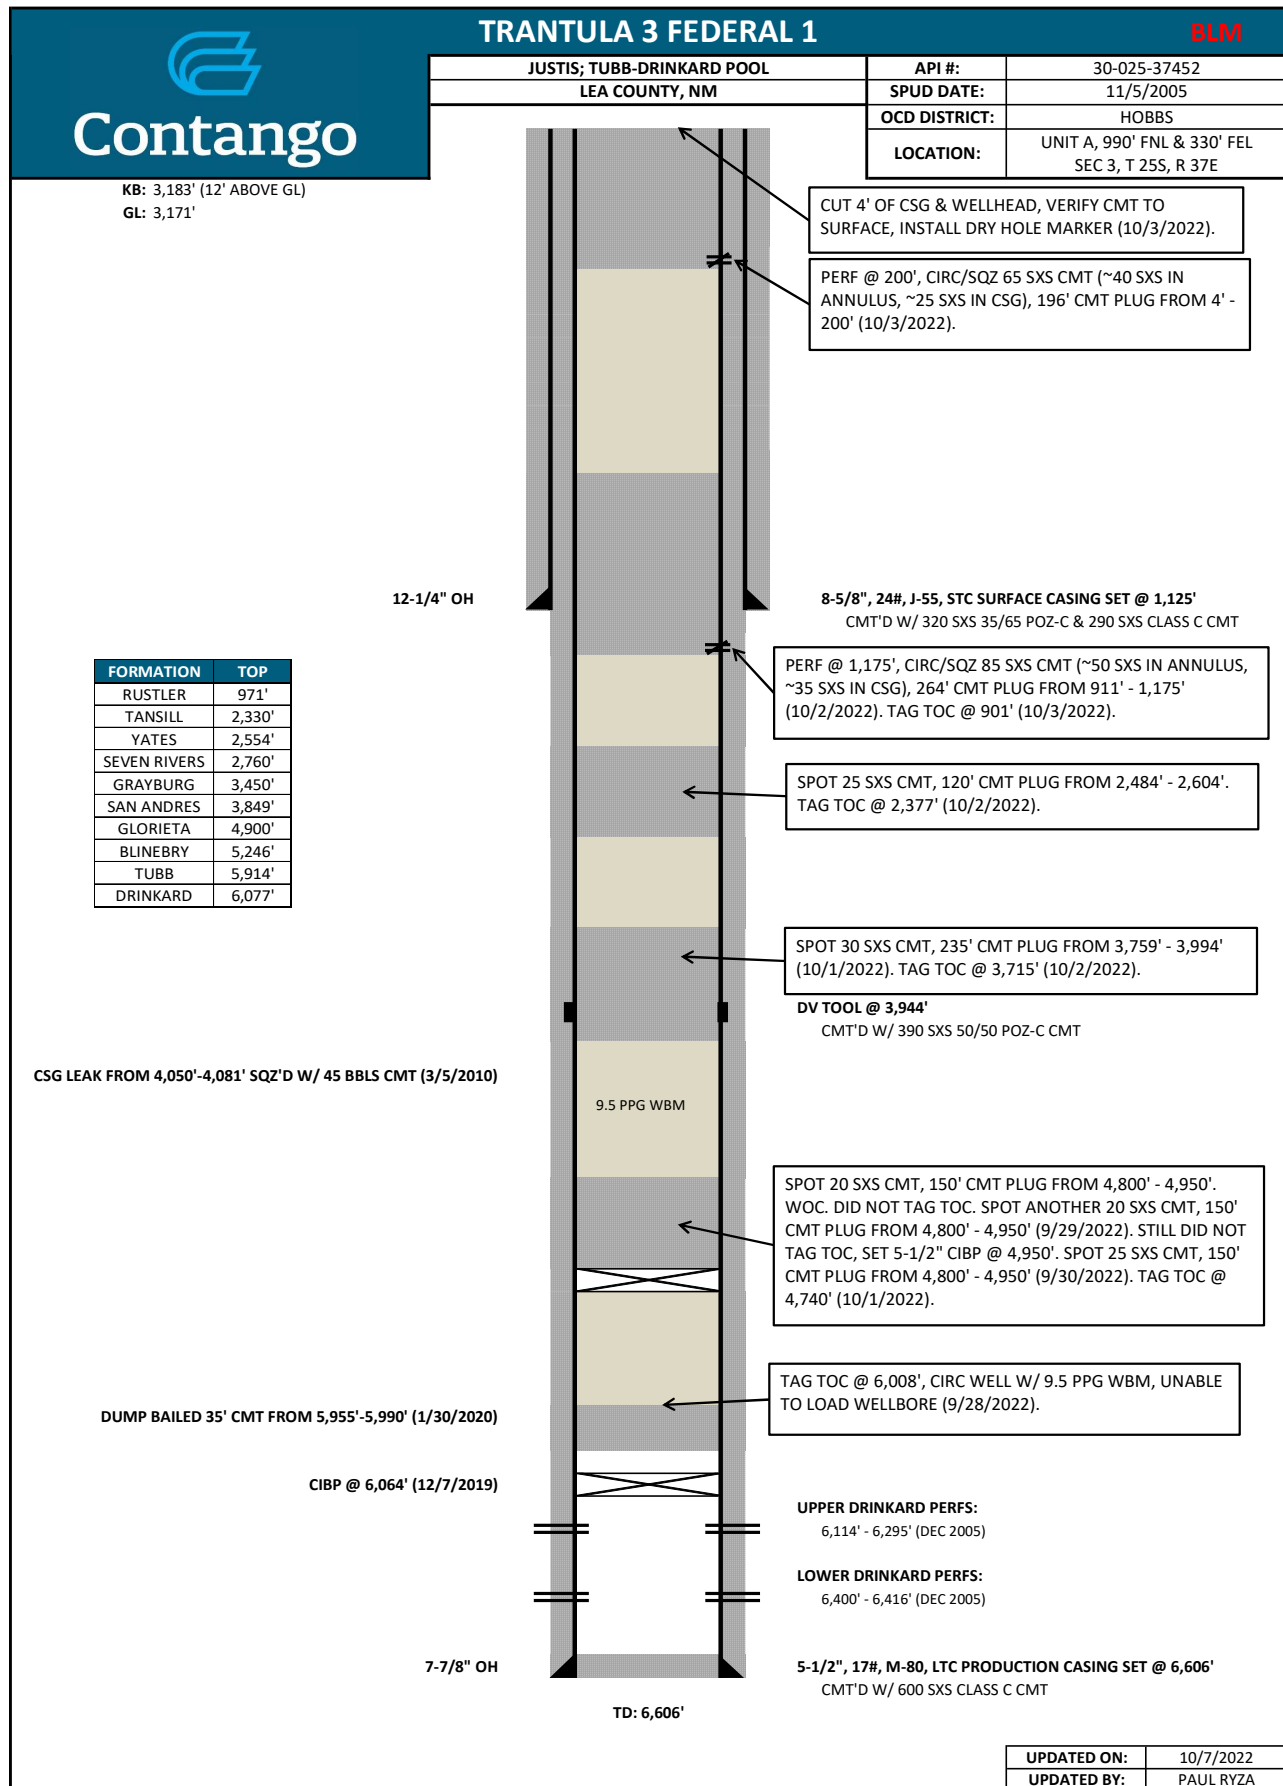 TRANTULA 3 FEDERAL 1
BLM
Contango
JUSTIS; TUBB-DRINKARD POOL
LEA COUNTY, NM
API #: 30-025-37452
SPUD DATE: 11/5/2005
OCD DISTRICT: HOBBS
LOCATION: UNIT A, 990' FNL & 330' FEL
SEC 3, T 25S, R 37E
KB: 3,183' (12' ABOVE GL)
GL: 3,171'
CUT 4' OF CSG & WELLHEAD, VERIFY CMT TO
SURFACE, INSTALL DRY HOLE MARKER (10/3/2022).
PERF @ 200', CIRC/SQZ 65 SXS CMT (~40 SXS IN
ANNULUS, ~25 SXS IN CSG), 196' CMT PLUG FROM 4' -
200' (10/3/2022).
12-1/4" OH
8-5/8", 24#, J-55, STC SURFACE CASING SET @ 1,125'
CMT'D W/ 320 SXS 35/65 POZ-C & 290 SXS CLASS C CMT
PERF @ 1,175', CIRC/SQZ 85 SXS CMT (~50 SXS IN ANNULUS,
~35 SXS IN CSG), 264' CMT PLUG FROM 911' - 1,175'
(10/2/2022). TAG TOC @ 901' (10/3/2022).
FORMATION TOP
RUSTLER 971'
TANSILL 2,330'
YATES 2,554'
SEVEN RIVERS 2,760'
GRAYBURG 3,450'
SAN ANDRES 3,849'
GLORIETA 4,900'
BLINEBRY 5,246'
TUBB 5,914'
DRINKARD 6,077'
SPOT 25 SXS CMT, 120' CMT PLUG FROM 2,484' - 2,604'.
TAG TOC @ 2,377' (10/2/2022).
SPOT 30 SXS CMT, 235' CMT PLUG FROM 3,759' - 3,994'
(10/1/2022). TAG TOC @ 3,715' (10/2/2022).
DV TOOL @ 3,944'
CMT'D W/ 390 SXS 50/50 POZ-C CMT
CSG LEAK FROM 4,050'-4,081' SQZ'D W/ 45 BBLS CMT (3/5/2010)
9.5 PPG WBM
SPOT 20 SXS CMT, 150' CMT PLUG FROM 4,800' - 4,950'.
WOC. DID NOT TAG TOC. SPOT ANOTHER 20 SXS CMT, 150'
CMT PLUG FROM 4,800' - 4,950' (9/29/2022). STILL DID NOT
TAG TOC, SET 5-1/2" CIBP @ 4,950'. SPOT 25 SXS CMT, 150'
CMT PLUG FROM 4,800' - 4,950' (9/30/2022). TAG TOC @
4,740' (10/1/2022).
TAG TOC @ 6,008', CIRC WELL W/ 9.5 PPG WBM, UNABLE
TO LOAD WELLBORE (9/28/2022).
DUMP BAILED 35' CMT FROM 5,955'-5,990' (1/30/2020)
CIBP @ 6,064' (12/7/2019)
UPPER DRINKARD PERFS:
6,114' - 6,295' (DEC 2005)
LOWER DRINKARD PERFS:
6,400' - 6,416' (DEC 2005)
7-7/8" OH
5-1/2", 17#, M-80, LTC PRODUCTION CASING SET @ 6,606'
CMT'D W/ 600 SXS CLASS C CMT
TD: 6,606'
UPDATED ON: 10/7/2022
UPDATED BY: PAUL RYZA